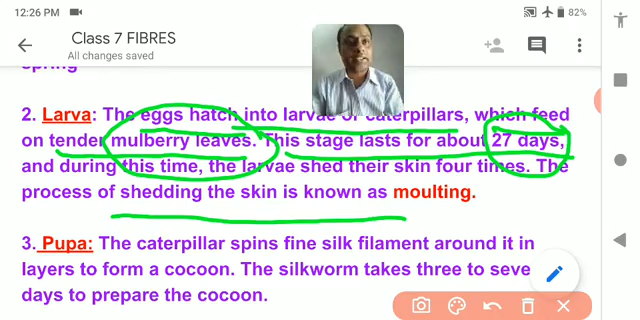 12:26 PM
82%
Class 7 FIBRES
All changes saved
spring
2. Larva: The eggs hatch into larvae or caterpillars, which feed
on tender mulberry leaves. This stage lasts for about 27 days,
and during this time, the larvae shed their skin four times. The
process of shedding the skin is known as moulting.
3. Pupa: The caterpillar spins fine silk filament around it in
layers to form a cocoon. The silkworm takes three to seve
days to prepare the cocoon.